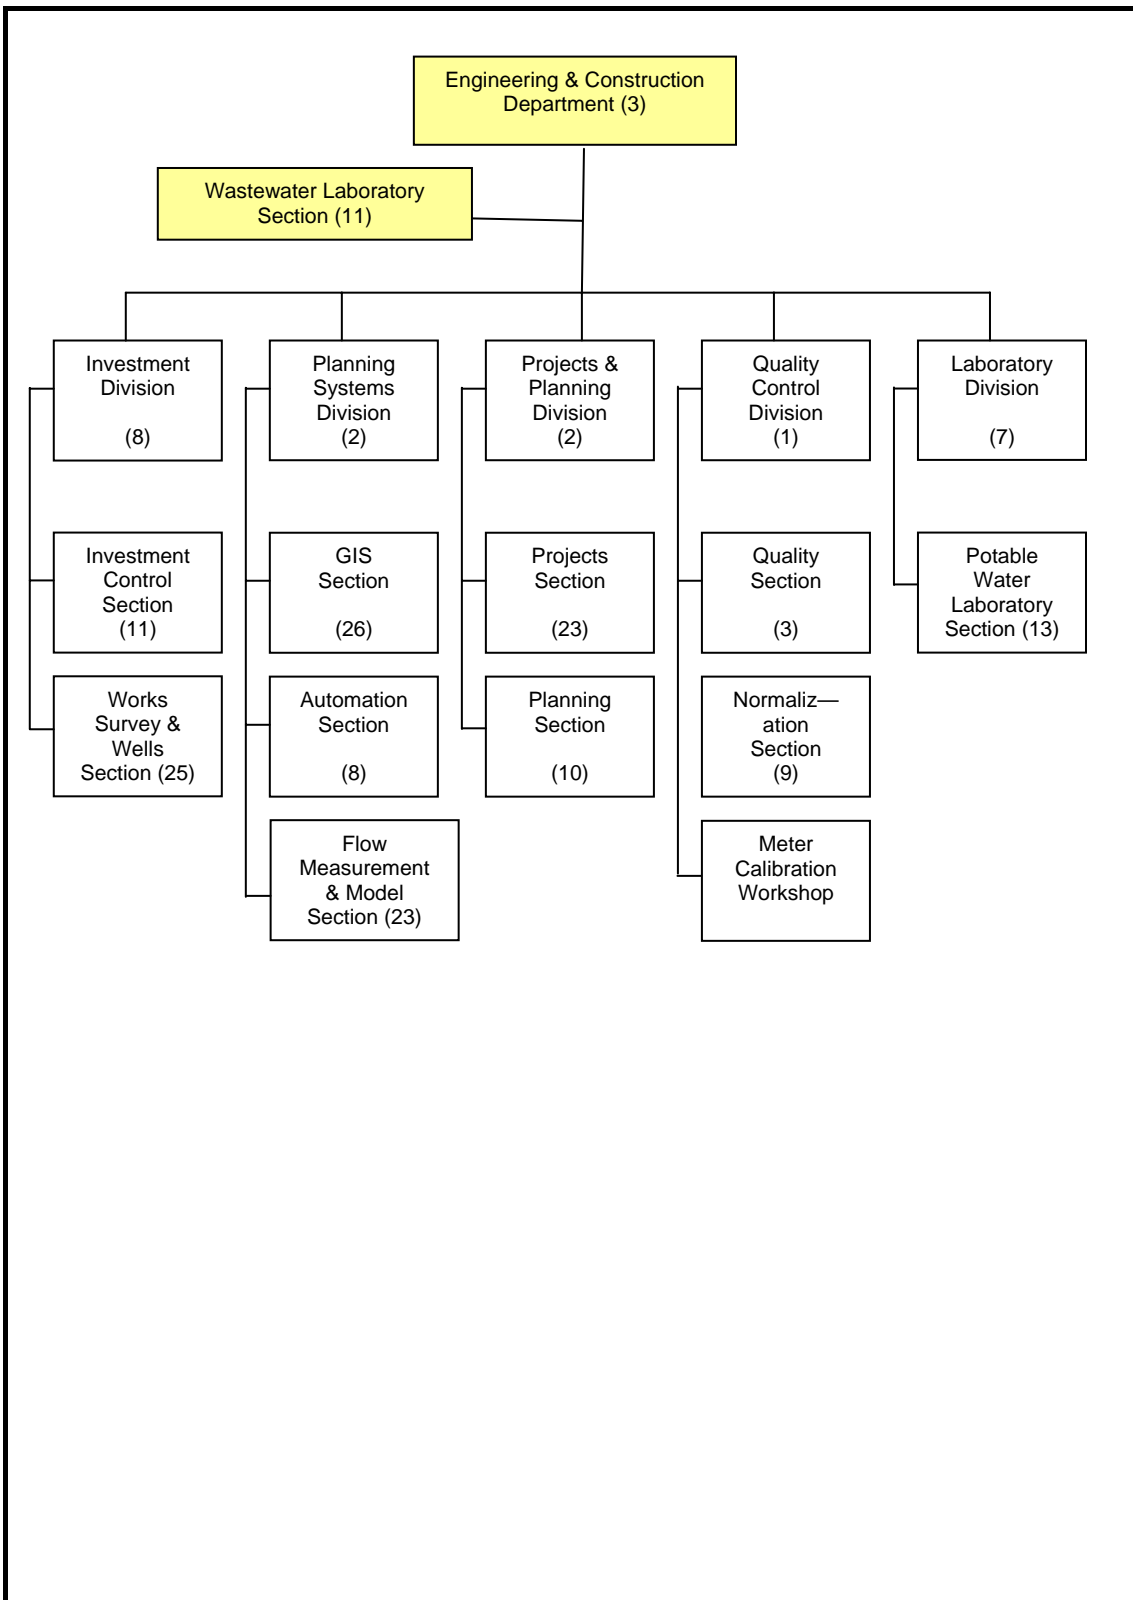 Engineering & Construction
Department (3)
Wastewater Laboratory
Section (11)
Investment
Division
(8)
Planning
Systems
Division
(2)
Projects &
Planning
Division
(2)
Quality
Control
Division
(1)
Laboratory
Division
(7)
Investment
Control
Section
(11)
GIS
Section
(26)
Projects
Section
(23)
Quality
Section
(3)
Potable
Water
Laboratory
Section (13)
Works
Survey &
Wells
Section (25)
Automation
Section
(8)
Planning
Section
(10)
Normaliz—
ation
Section
(9)
Flow
Measurement
& Model
Section (23)
Meter
Calibration
Workshop